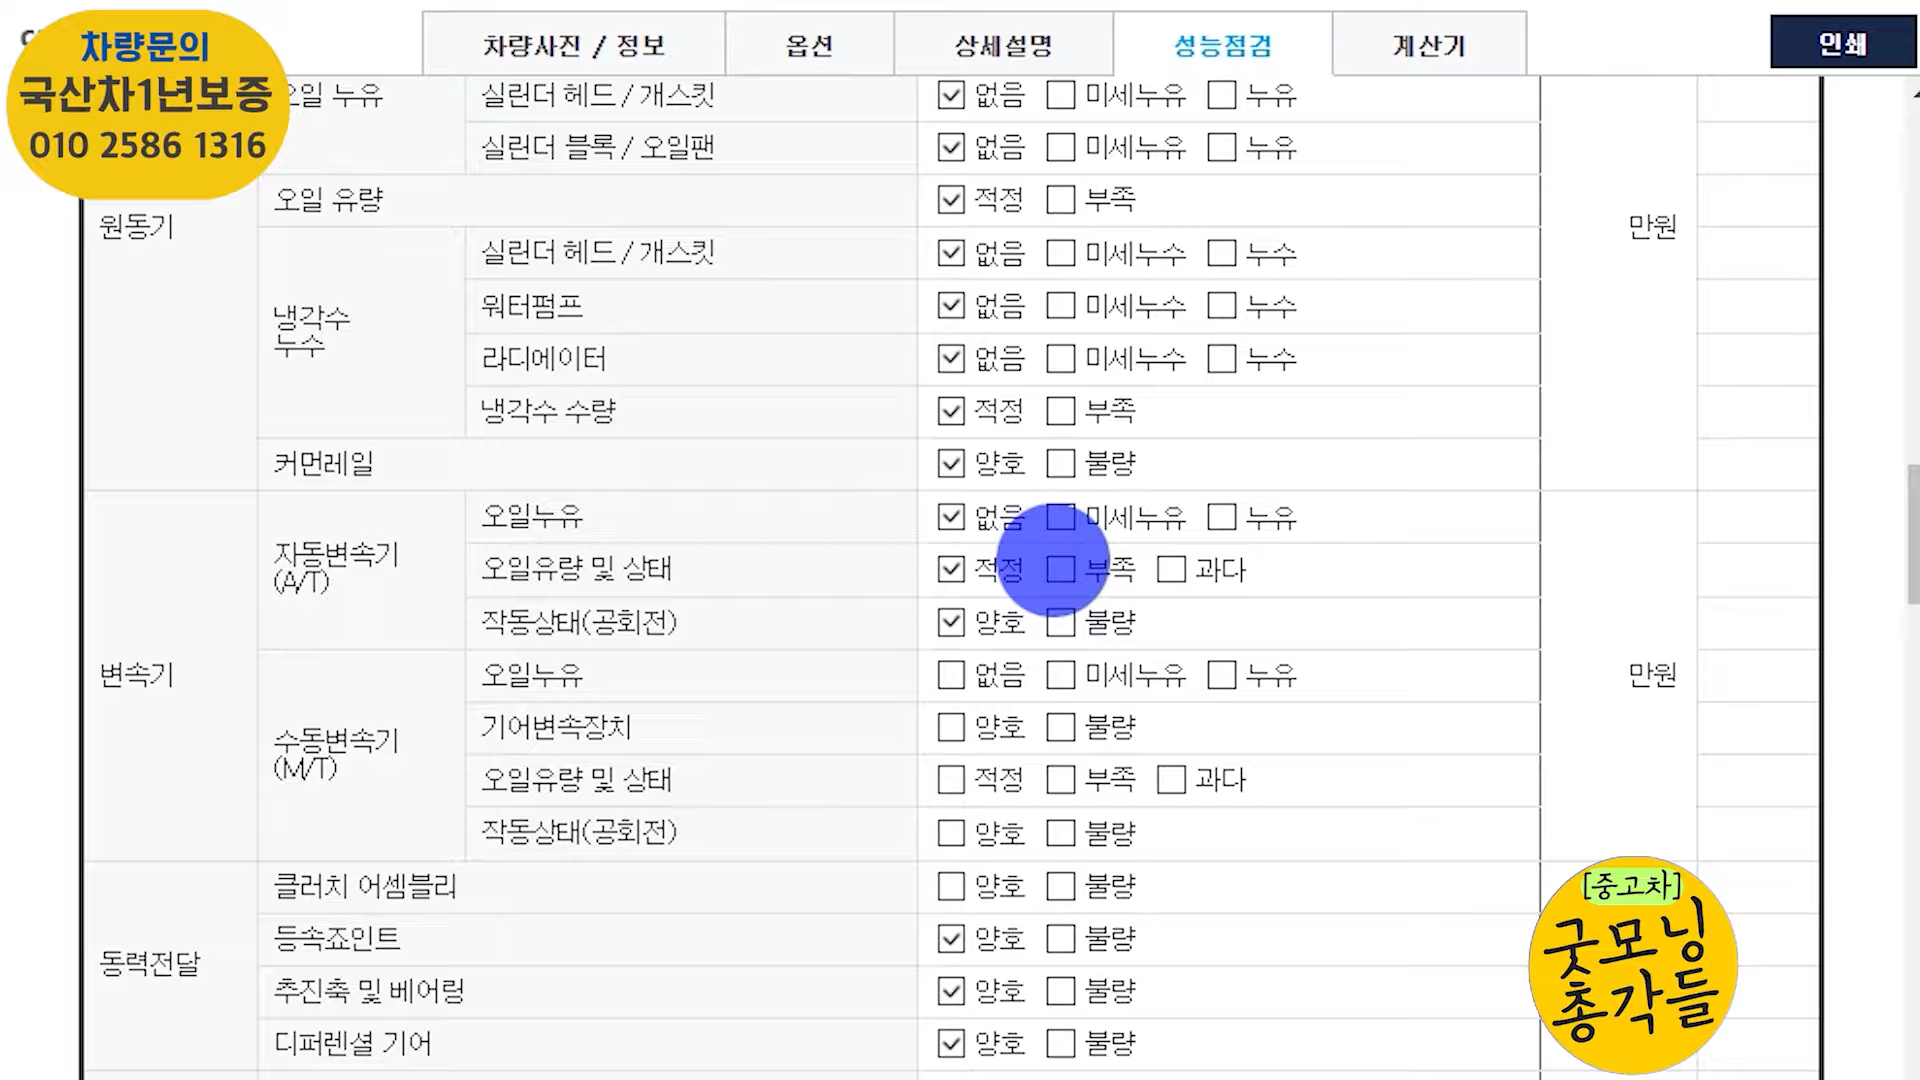 차량문의
국산차1년보증
010 2586 1316
차량사진 / 정보 옵션 상세설명 성능점검 계산기 인쇄
오일 누유 실린더 헤드 / 개스킷 없음 미세누유 누유
실린더 블록 / 오일팬 없음 미세누유 누유
오일 유량 적정 부족
원동기 만원
실린더 헤드 / 개스킷 없음 미세누수 누수
냉각수
누수
워터펌프 없음 미세누수 누수
라디에이터 없음 미세누수 누수
냉각수 수량 적정 부족
커먼레일 양호 불량
변속기 만원
자동변속기
(A/T)
오일누유 없음 미세누유 누유
오일유량 및 상태 적정 부족 과다
작동상태(공회전) 양호 불량
수동변속기
(M/T)
오일누유 없음 미세누유 누유
기어변속장치 양호 불량
오일유량 및 상태 적정 부족 과다
작동상태(공회전) 양호 불량
동력전달
클러치 어셈블리 양호 불량
등속죠인트 양호 불량
추진축 및 베어링 양호 불량
디퍼렌셜 기어 양호 불량
[중고차]
굿모닝
총각들